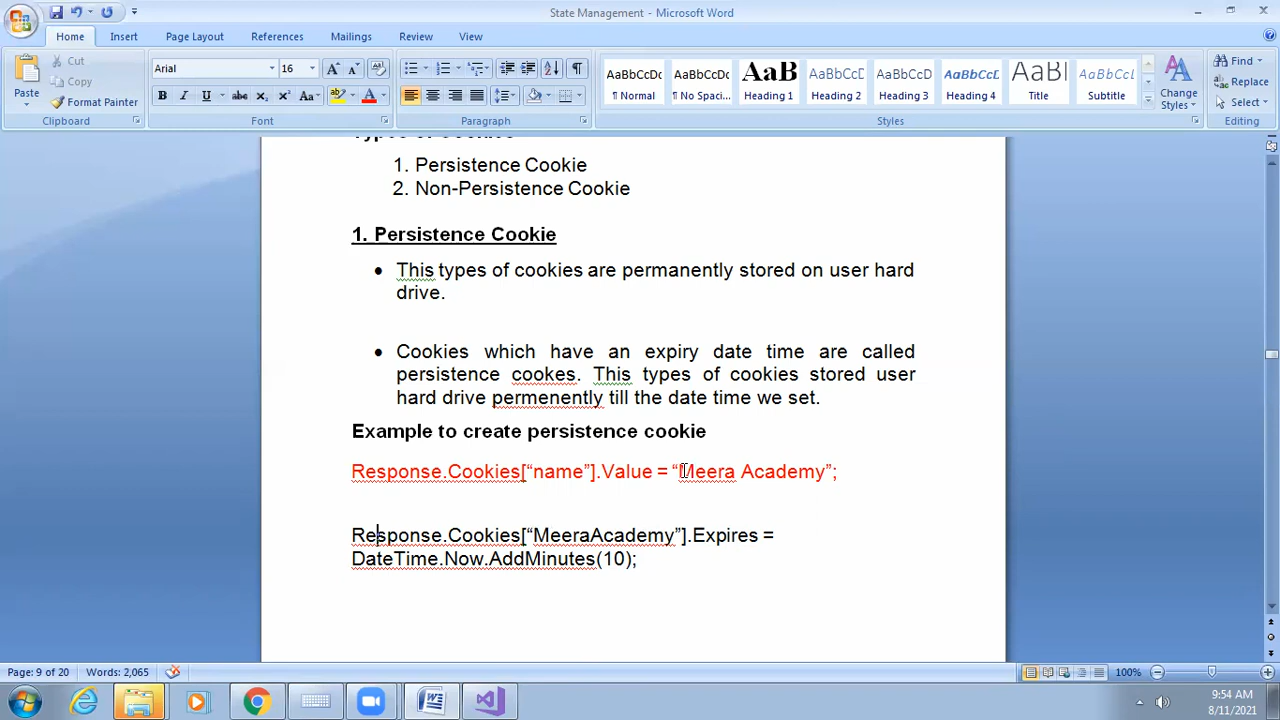 State Management - Microsoft Word
Home Insert Page Layout References Mailings Review View
Paste
Cut
Copy
Format Painter
Clipboard
Arial 16
Font
Paragraph
AaBbCcDc AaBbCcDc AaB AaBbCcD AaBbCcDc AaBbCcL AaBb AaBbCcDc
¶ Normal ¶ No Spaci... Heading 1 Heading 2 Heading 3 Heading 4 Title Subtitle
Styles
Change Styles
Find
Replace
Select
Editing
Types of Cookies
1. Persistence Cookie
2. Non-Persistence Cookie
1. Persistence Cookie
• This types of cookies are permanently stored on user hard
drive.
• Cookies which have an expiry date time are called
persistence cookes. This types of cookies stored user
hard drive permenently till the date time we set.
Example to create persistence cookie
Response.Cookies[“name”].Value = “Meera Academy”;
Response.Cookies[“MeeraAcademy”].Expires =
DateTime.Now.AddMinutes(10);
Page: 9 of 20 Words: 2,065 100%
9:54 AM
8/11/2021